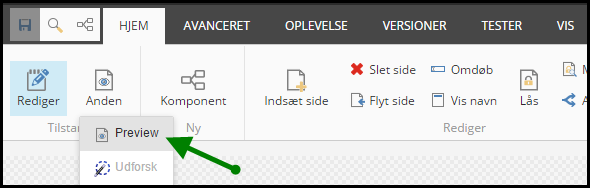 HJEM AVANCERET OPLEVELSE VERSIONER TESTER VIS
Slet side Omdøb
Rediger Anden Komponent Indsæt side Flyt side Vis navn Lås
Ny Rediger
Preview
Udforsk